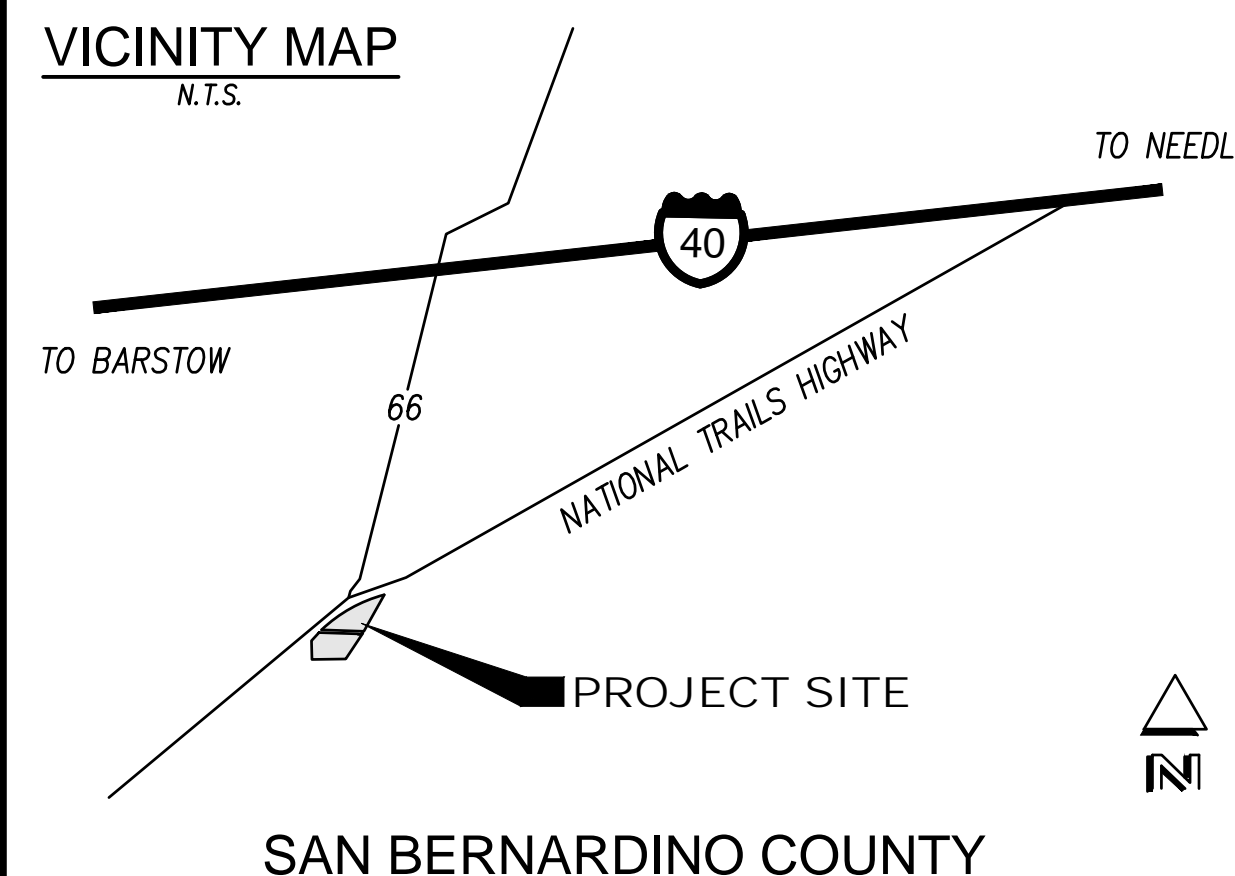 VICINITY MAP
N.T.S.
TO NEEDL
40
TO BARSTOW
66
NATIONAL TRAILS HIGHWAY
PROJECT SITE
N
SAN BERNARDINO COUNTY